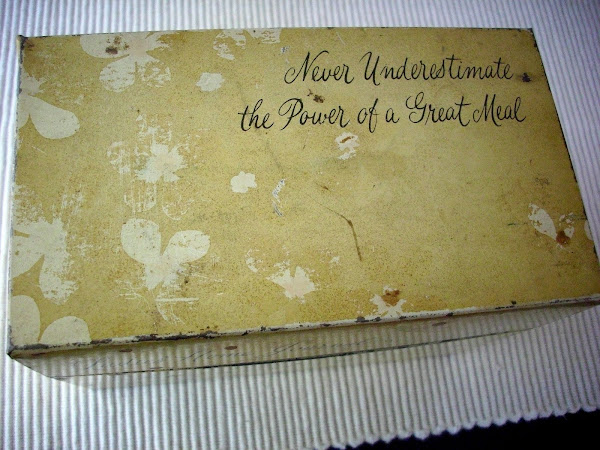 Never Underestimate
the Power of a Great Meal